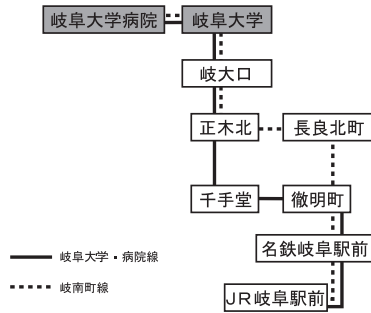 岐阜大学病院
岐阜大学
岐大口
正木北
長良北町
千手堂
徹明町
名鉄岐阜駅前
JR岐阜駅前
岐阜大学・病院線
岐南町線